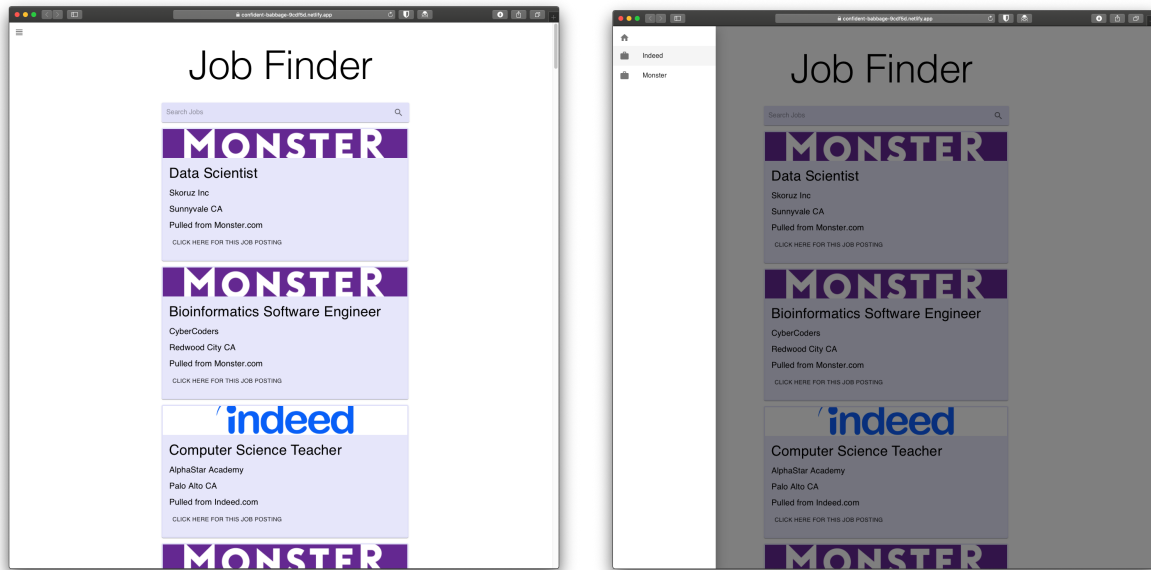 confident-babbage-9cdf5d.netlify.app
Job Finder
Search Jobs
MONSTER
Data Scientist
Skoruz Inc
Sunnyvale CA
Pulled from Monster.com
CLICK HERE FOR THIS JOB POSTING
MONSTER
Bioinformatics Software Engineer
CyberCoders
Redwood City CA
Pulled from Monster.com
CLICK HERE FOR THIS JOB POSTING
indeed
Computer Science Teacher
AlphaStar Academy
Palo Alto CA
Pulled from Indeed.com
CLICK HERE FOR THIS JOB POSTING
MONSTER
confident-babbage-9cdf5d.netlify.app
Indeed
Monster
Job Finder
Search Jobs
MONSTER
Data Scientist
Skoruz Inc
Sunnyvale CA
Pulled from Monster.com
CLICK HERE FOR THIS JOB POSTING
MONSTER
Bioinformatics Software Engineer
CyberCoders
Redwood City CA
Pulled from Monster.com
CLICK HERE FOR THIS JOB POSTING
indeed
Computer Science Teacher
AlphaStar Academy
Palo Alto CA
Pulled from Indeed.com
CLICK HERE FOR THIS JOB POSTING
MONSTER